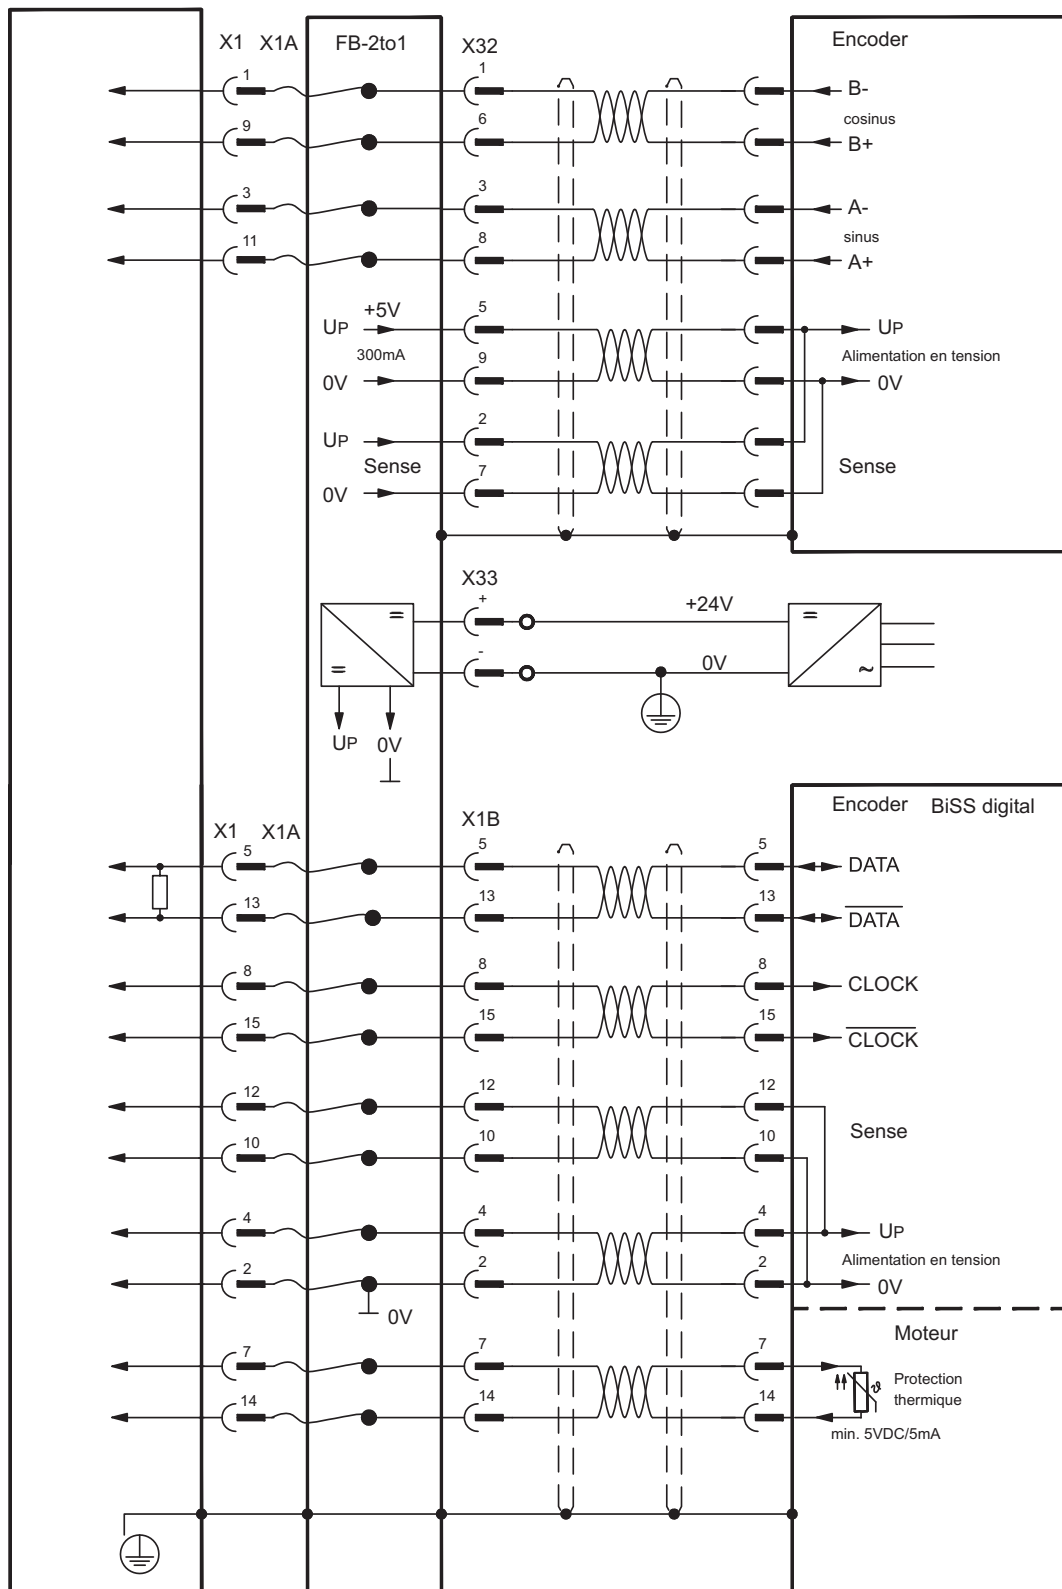 X1 X1A FB-2to1 X32 Encoder
1 1 B-
cosinus
9 6 B+
3 3 A-
sinus
11 8 A+
+5V 5
UP UP
300mA 9 Alimentation en tension
0V 0V
2
UP
Sense Sense
7
0V
X33
+ +24V
=
=
=
- 0V
~
UP 0V
Encoder BiSS digital
X1 X1A X1B
5 5 5 DATA
13 13 13 DATA
8 8 8 CLOCK
15 15 15 CLOCK
12 12 12
Sense
10 10 10
4 4 4 UP
Alimentation en tension
2 2 2 0V
0V
Moteur
7 7 7
Protection
ϑ
thermique
14 14 14
min. 5VDC/5mA